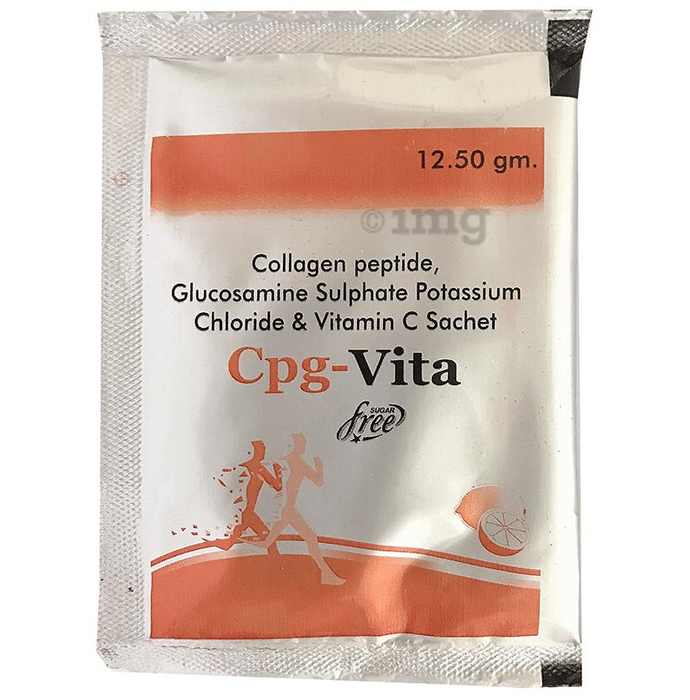 12.50 gm.
©1mg
Collagen peptide,
Glucosamine Sulphate Potassium
Chloride & Vitamin C Sachet
Cpg-Vita
SUGAR
free